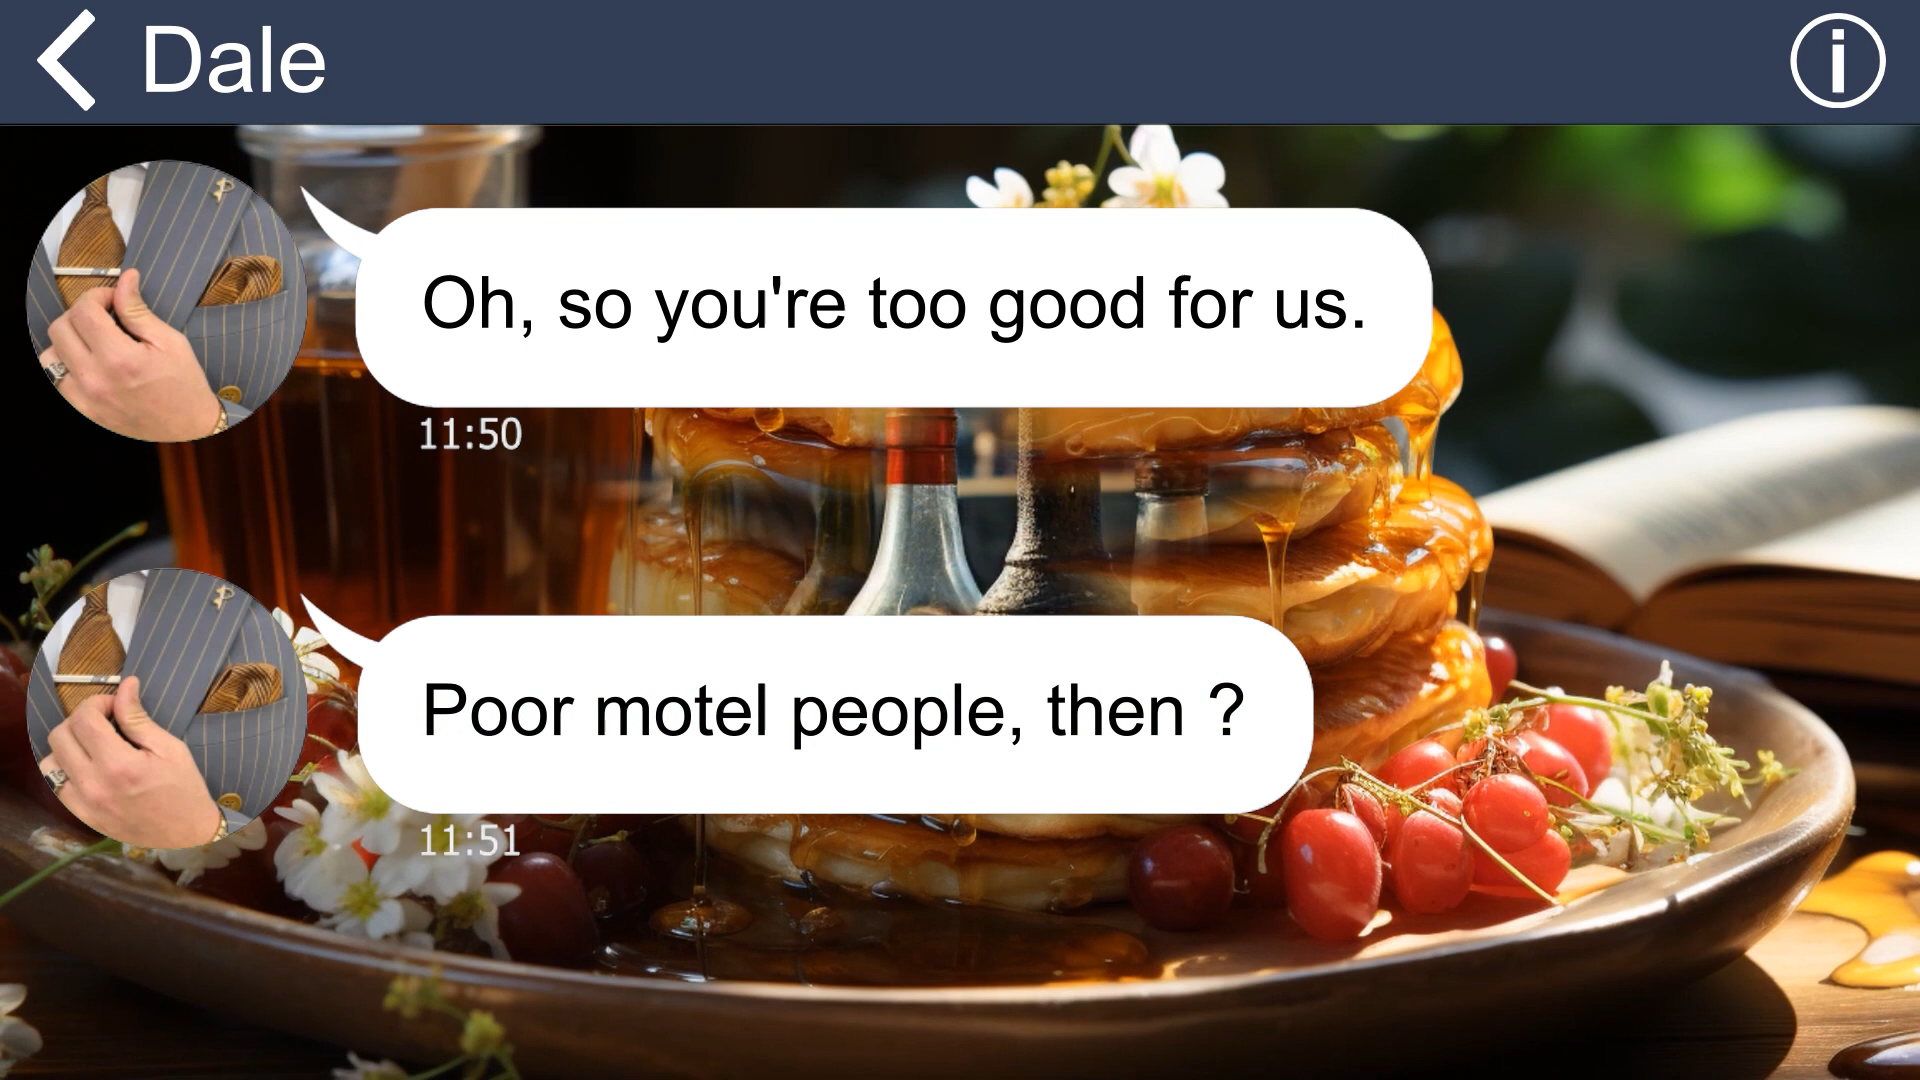 Dale
Oh, so you're too good for us.
11:50
Poor motel people, then ?
11:51